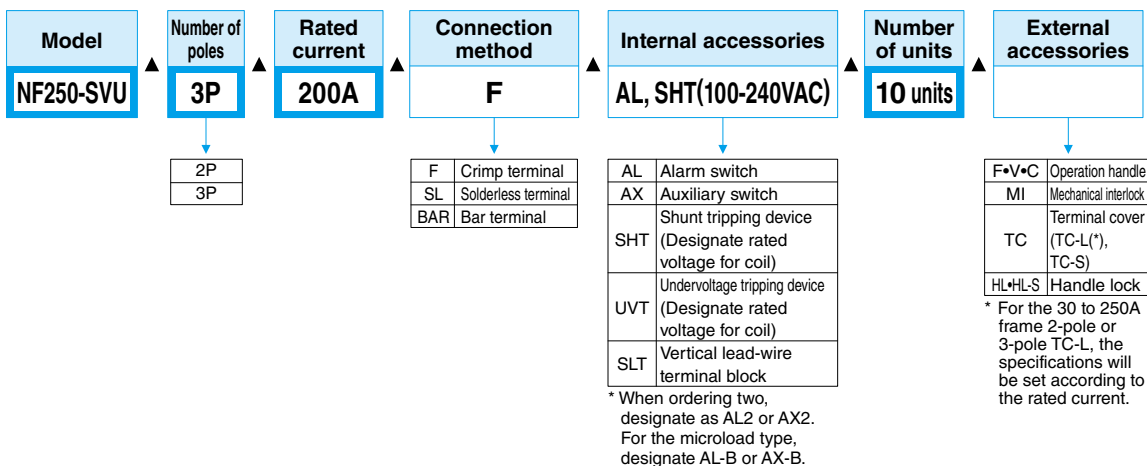 Model
NF250-SVU
▲
Number of
poles
3P
2P
3P
▲
Rated
current
200A
▲
Connection
method
F
F Crimp terminal
SL Solderless terminal
BAR Bar terminal
▲
Internal accessories
AL, SHT(100-240VAC)
AL Alarm switch
AX Auxiliary switch
SHT Shunt tripping device
(Designate rated
voltage for coil)
UVT Undervoltage tripping device
(Designate rated
voltage for coil)
SLT Vertical lead-wire
terminal block
* When ordering two,
designate as AL2 or AX2.
For the microload type,
designate AL-B or AX-B.
▲
Number
of units
10 units
▲
External
accessories
F•V•C Operation handle
MI Mechanical interlock
TC Terminal cover
(TC-L(*),
TC-S)
HL•HL-S Handle lock
* For the 30 to 250A
frame 2-pole or
3-pole TC-L, the
specifications will
be set according to
the rated current.